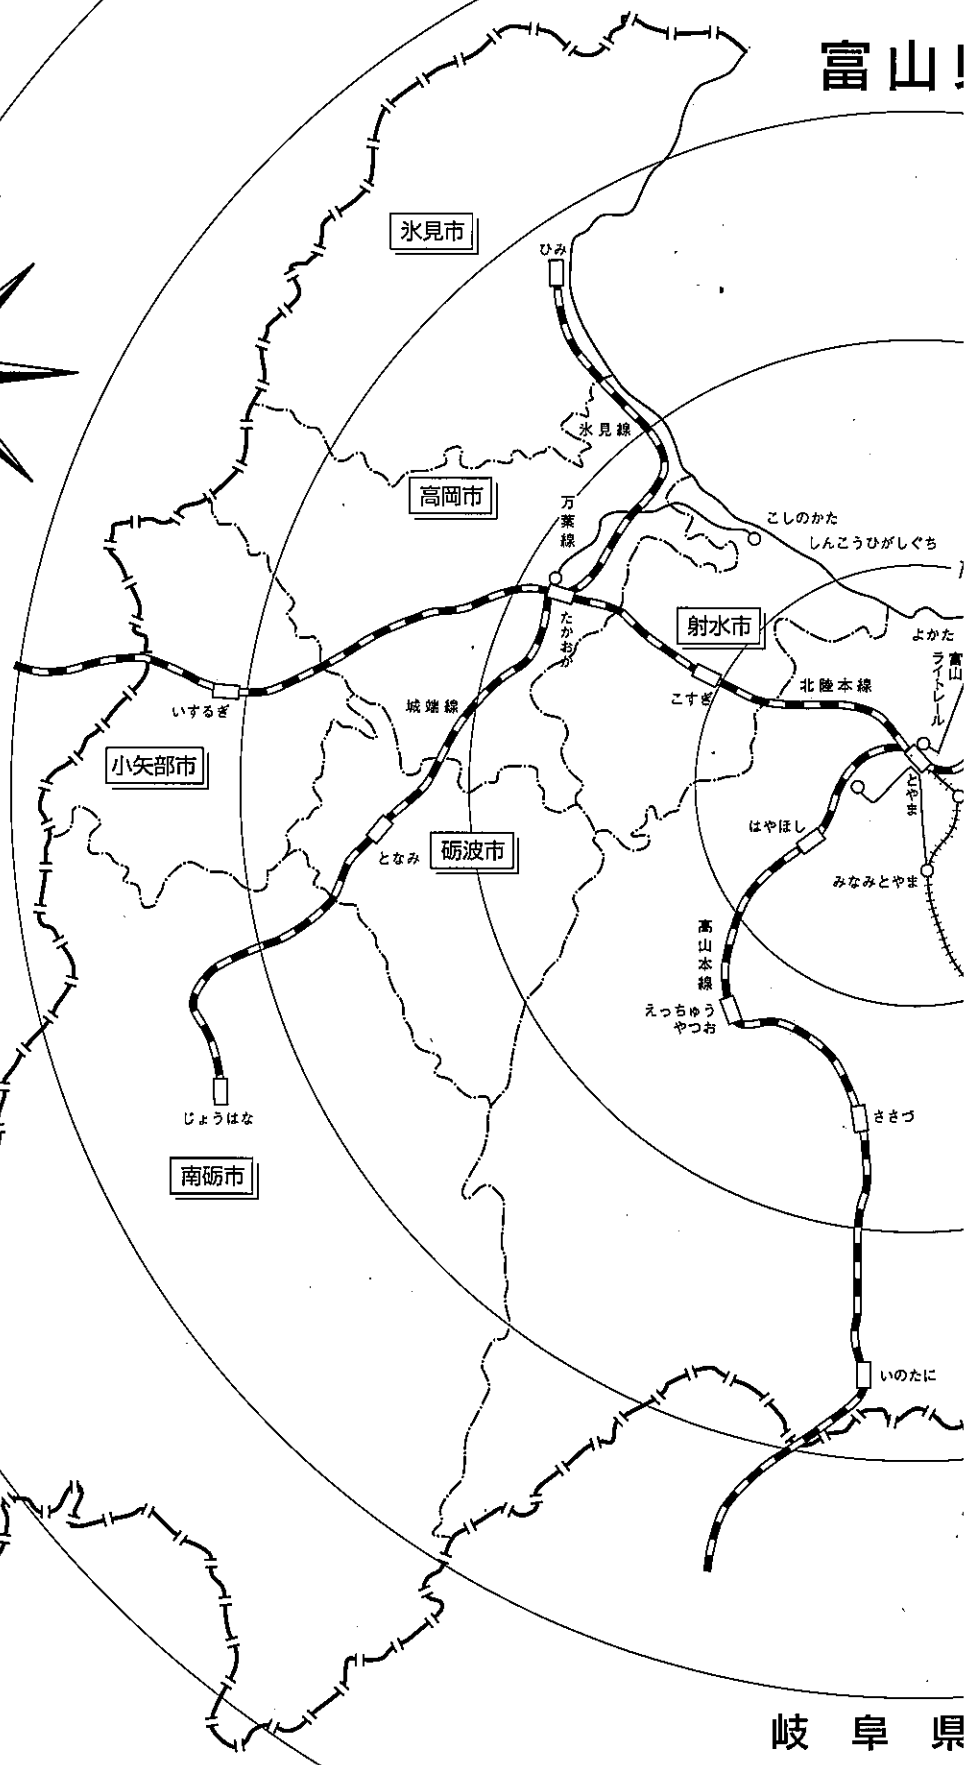 富山県
氷見市
ひみ
氷見線
高岡市
万葉線
こしのかた
しんこうひがしぐち
射水市
よかた
富山
ライトレール
たかおか
こすぎ
北陸本線
いするぎ
城端線
小矢部市
とやま
となみ
砺波市
はやほし
みなみとやま
高山本線
えっちゅう
やつお
じょうはな
ささづ
南砺市
いのたに
岐阜県